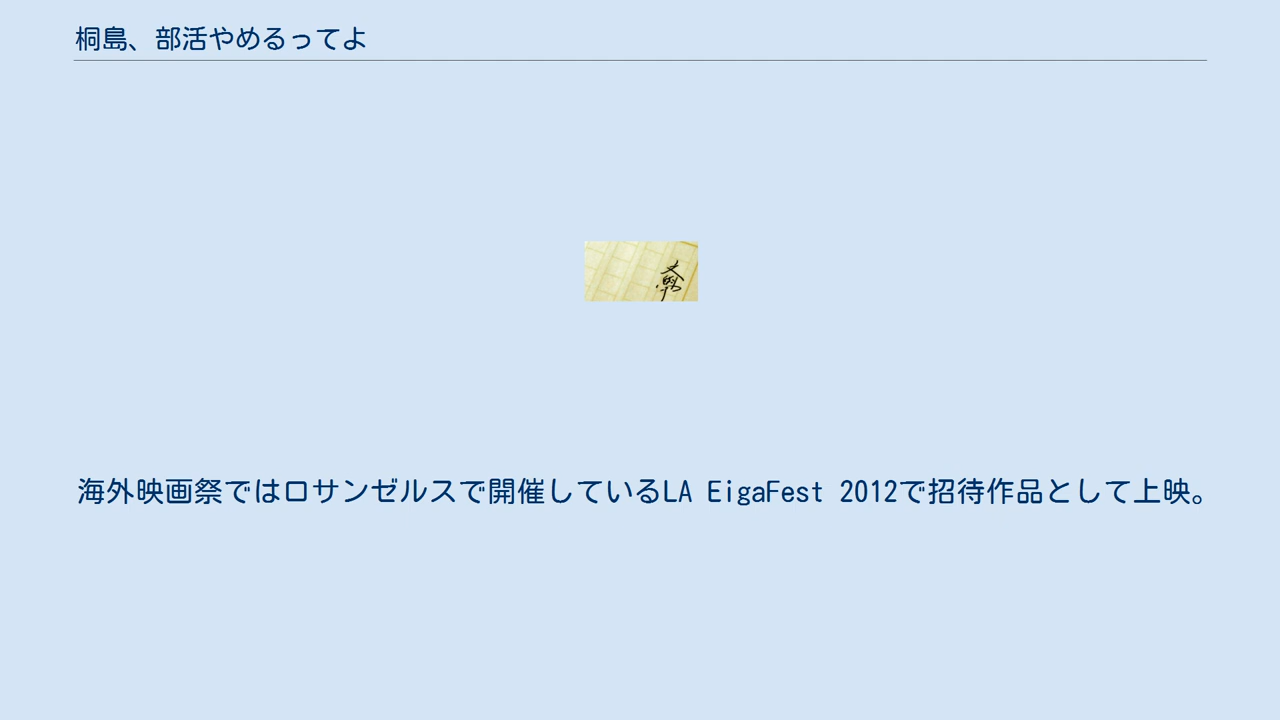 桐島、部活やめるってよ
海外映画祭ではロサンゼルスで開催しているLA EigaFest 2012で招待作品として上映。